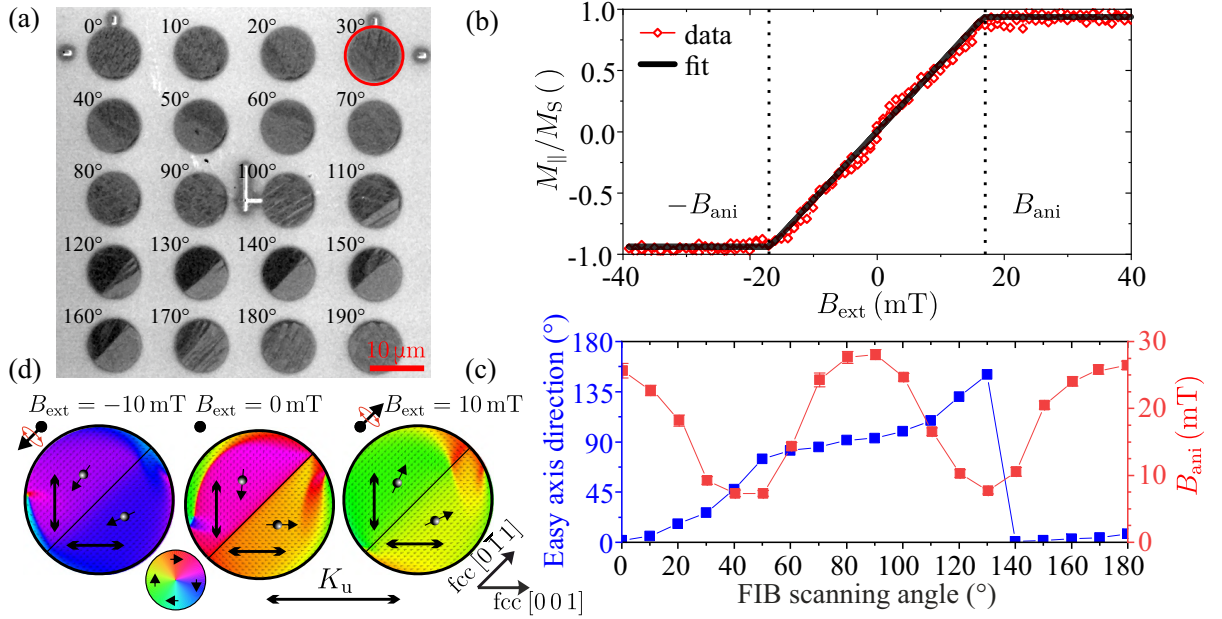 (a)
0° 10° 20° 30°
40° 50° 60° 70°
80° 90° 100° 110°
120° 130° 140° 150°
160° 170° 180° 190°
10 μm
(b)
1.0
0.5
0.0
-0.5
-1.0
M∥/MS ( )
data
fit
−Bani
Bani
-40 -20 0 20 40
Bext (mT)
(d)
Bext = −10 mT
Bext = 0 mT
Bext = 10 mT
Ku
fcc [0 1̅ 1]
fcc [0 0 1]
(c)
Easy axis direction (°)
180
135
90
45
0
30
20
10
0
Bani (mT)
0 20 40 60 80 100 120 140 160 180
FIB scanning angle (°)